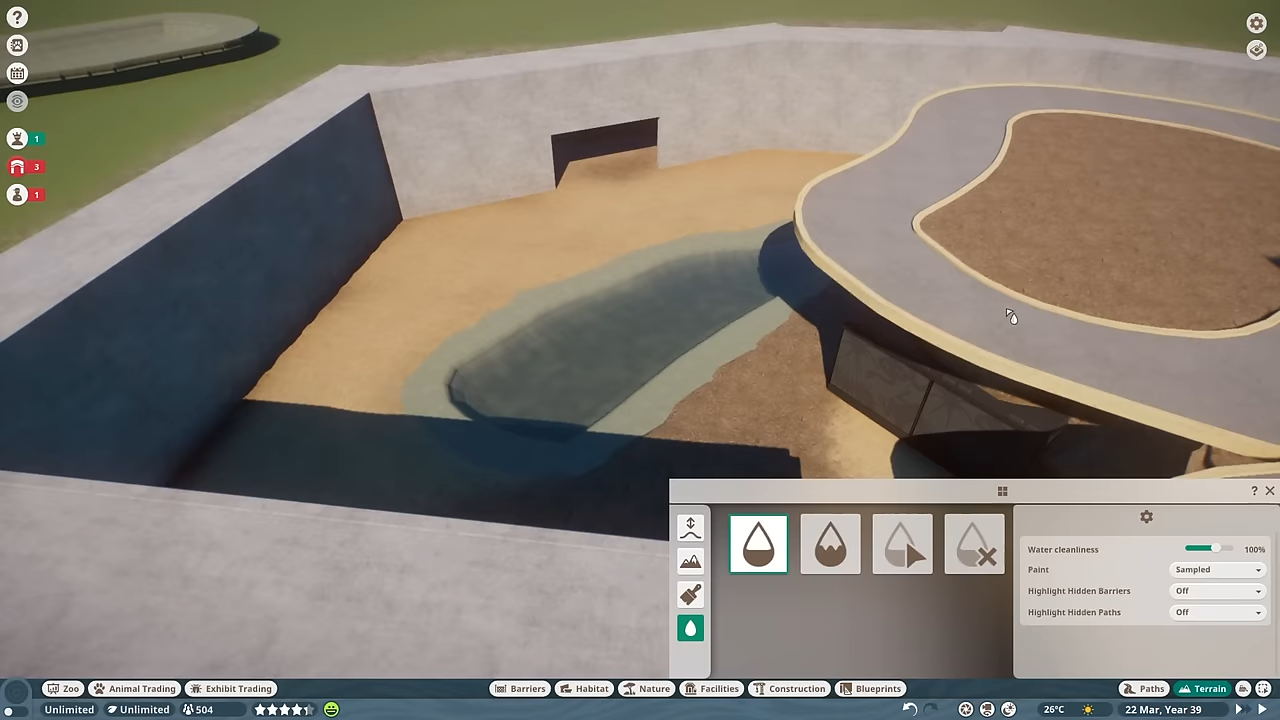 ?
1
3
1
?
Water cleanliness 100%
Paint Sampled
Highlight Hidden Barriers Off
Highlight Hidden Paths Off
Zoo Animal Trading Exhibit Trading Barriers Habitat Nature Facilities Construction Blueprints Paths Terrain
Unlimited Unlimited 504 26°C 22 Mar, Year 39